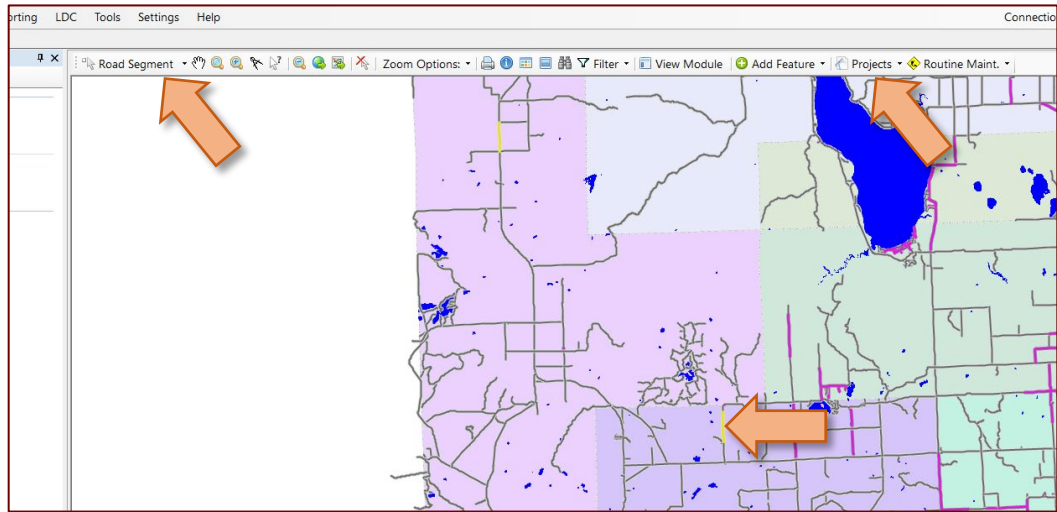 orting LDC Tools Settings Help Connectio
Road Segment Zoom Options: Filter View Module Add Feature Projects Routine Maint.